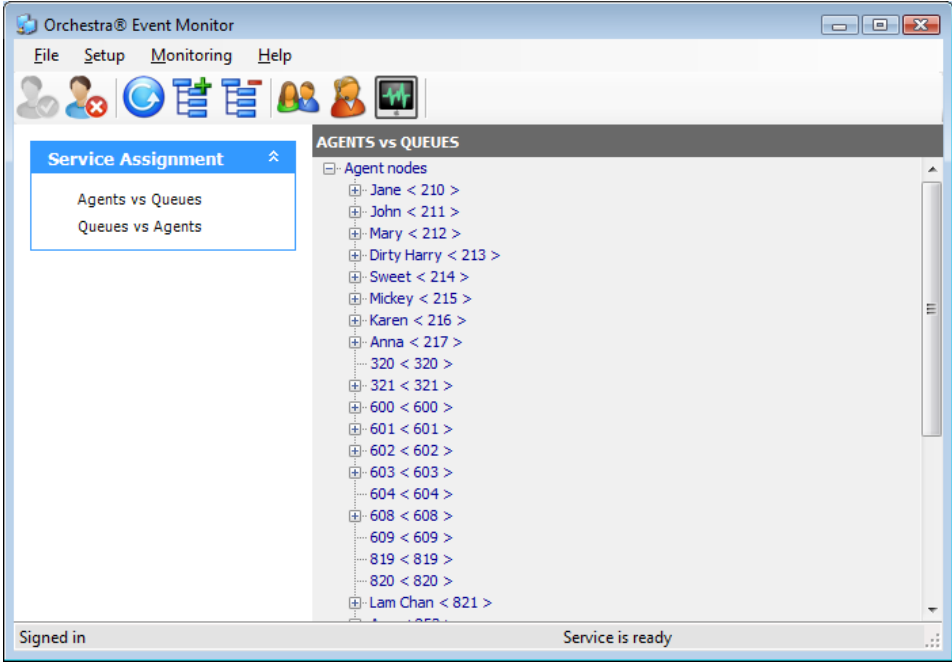 Orchestra® Event Monitor
File Setup Monitoring Help
Service Assignment
Agents vs Queues
Queues vs Agents
AGENTS vs QUEUES
Agent nodes
Jane < 210 >
John < 211 >
Mary < 212 >
Dirty Harry < 213 >
Sweet < 214 >
Mickey < 215 >
Karen < 216 >
Anna < 217 >
320 < 320 >
321 < 321 >
600 < 600 >
601 < 601 >
602 < 602 >
603 < 603 >
604 < 604 >
608 < 608 >
609 < 609 >
819 < 819 >
820 < 820 >
Lam Chan < 821 >
Signed in
Service is ready